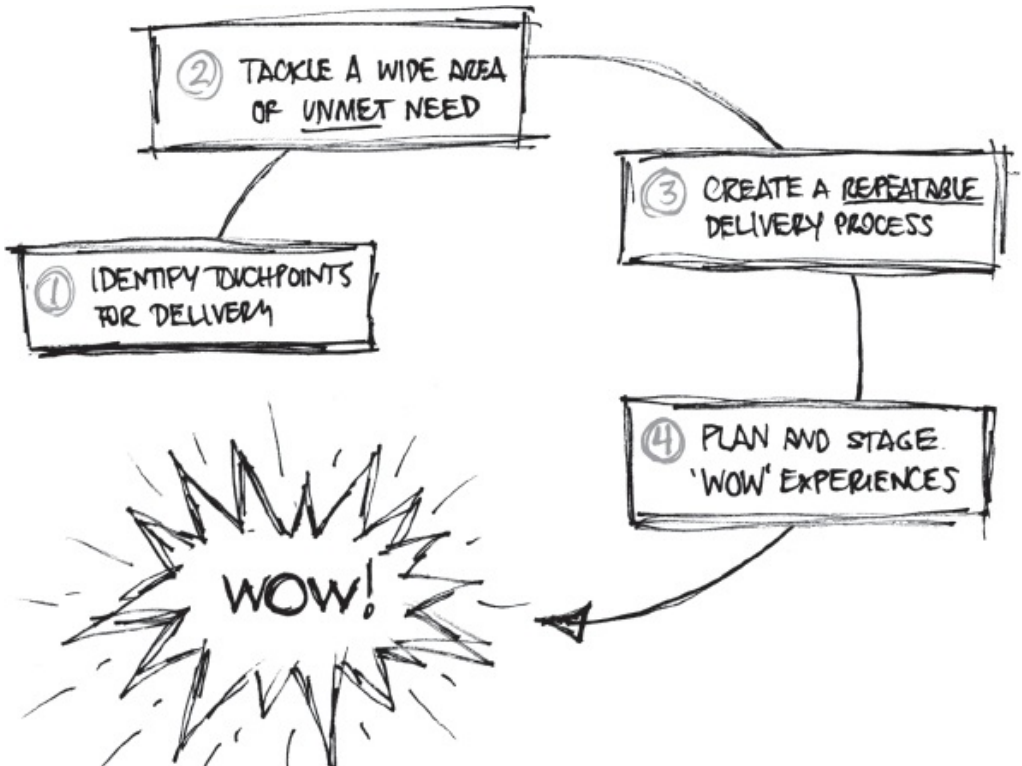 1 IDENTIFY TOUCHPOINTS
FOR DELIVERY
2 TACKLE A WIDE AREA
OF UNMET NEED
3 CREATE A REPEATABLE
DELIVERY PROCESS
4 PLAN AND STAGE
'WOW' EXPERIENCES
WOW!